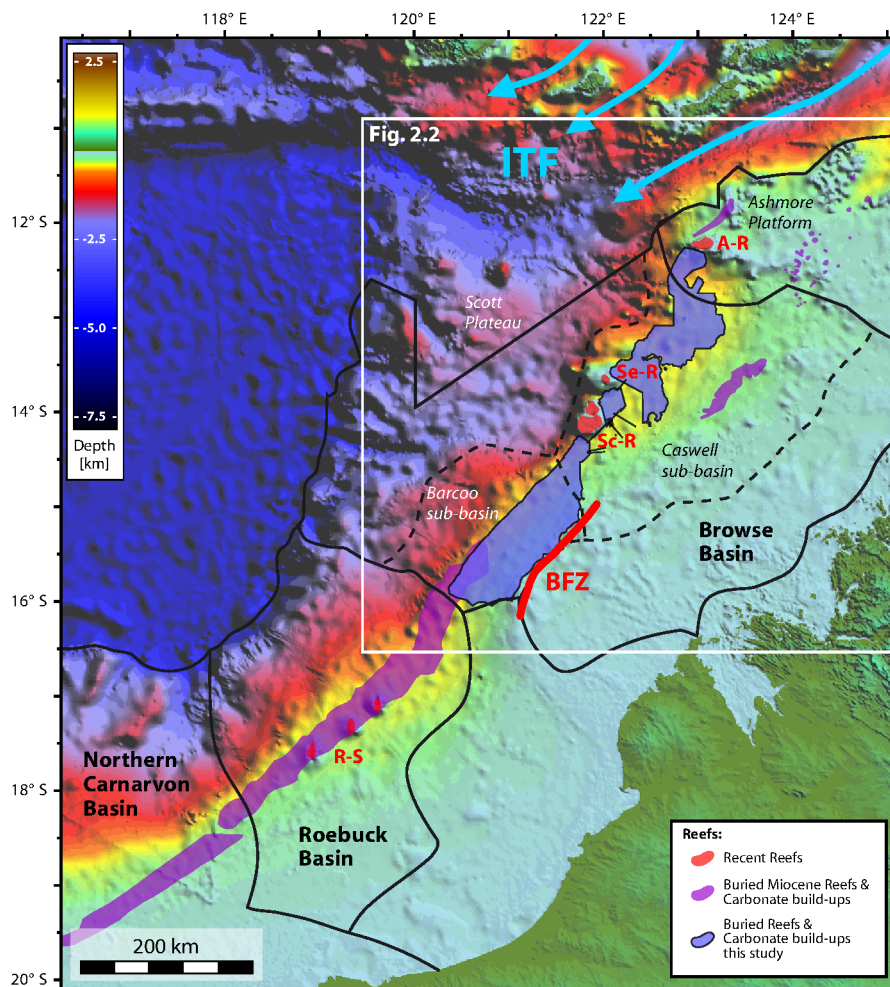 118° E
120° E
122° E
124° E
2.5
-2.5
-5.0
-7.5
Depth
[km]
Fig. 2.2
ITF
12° S
14° S
16° S
18° S
20° S
Ashmore
Platform
A-R
Scott
Plateau
Se-R
Sc-R
Caswell
sub-basin
Barcoo
sub-basin
Browse
Basin
BFZ
R-S
Northern
Carnarvon
Basin
Roebuck
Basin
200 km
Reefs:
Recent Reefs
Buried Miocene Reefs &
Carbonate build-ups
Buried Reefs &
Carbonate build-ups
this study